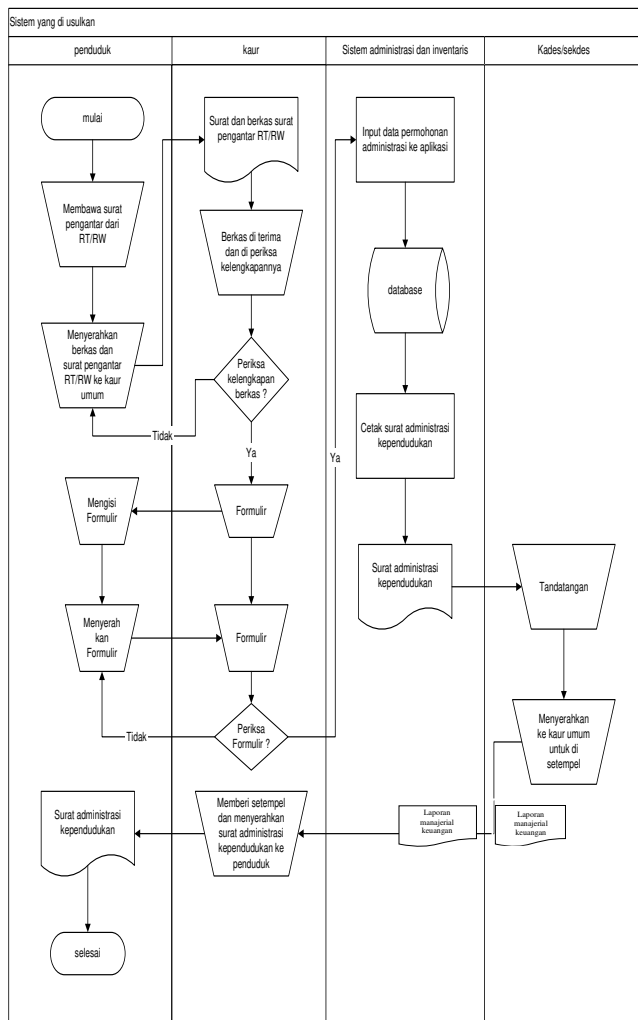 Sistem yang di usulkan
penduduk
kaur
Sistem administrasi dan inventaris
Kades/sekdes
mulai
Membawa surat
pengantar dari
RT/RW
Menyerahkan
berkas dan
surat pengantar
RT/RW ke kaur
umum
Surat dan berkas surat
pengantar RT/RW
Berkas di terima
dan di periksa
kelengkapannya
Periksa
kelengkapan
berkas ?
Tidak
Ya
Formulir
Mengisi
Formulir
Menyerah
kan
Formulir
Formulir
Periksa
Formulir ?
Tidak
Ya
Input data permohonan
administrasi ke aplikasi
database
Cetak surat administrasi
kependudukan
Surat administrasi
kependudukan
Tandatangan
Menyerahkan
ke kaur umum
untuk di
setempel
Laporan
manajerial
keuangan
Laporan
manajerial
keuangan
Memberi setempel
dan menyerahkan
surat administrasi
kependudukan ke
penduduk
Surat administrasi
kependudukan
selesai